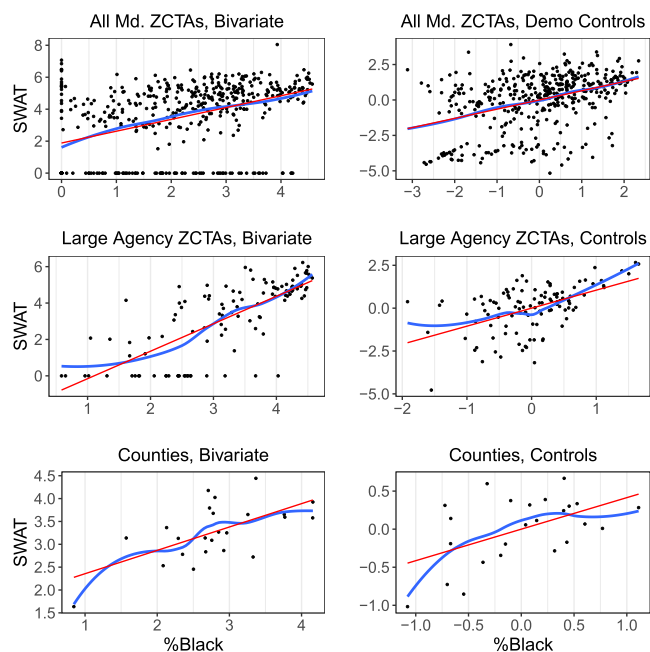 All Md. ZCTAs, Bivariate
All Md. ZCTAs, Demo Controls
SWAT
8
6
4
2
0
0 1 2 3 4
2.5
0.0
−2.5
−5.0
−3 −2 −1 0 1 2
Large Agency ZCTAs, Bivariate
Large Agency ZCTAs, Controls
SWAT
6
4
2
0
1 2 3 4
2.5
0.0
−2.5
−5.0
−2 −1 0 1
Counties, Bivariate
Counties, Controls
SWAT
4.5
4.0
3.5
3.0
2.5
2.0
1.5
1 2 3 4
%Black
0.5
0.0
−0.5
−1.0
−1.0 −0.5 0.0 0.5 1.0
%Black